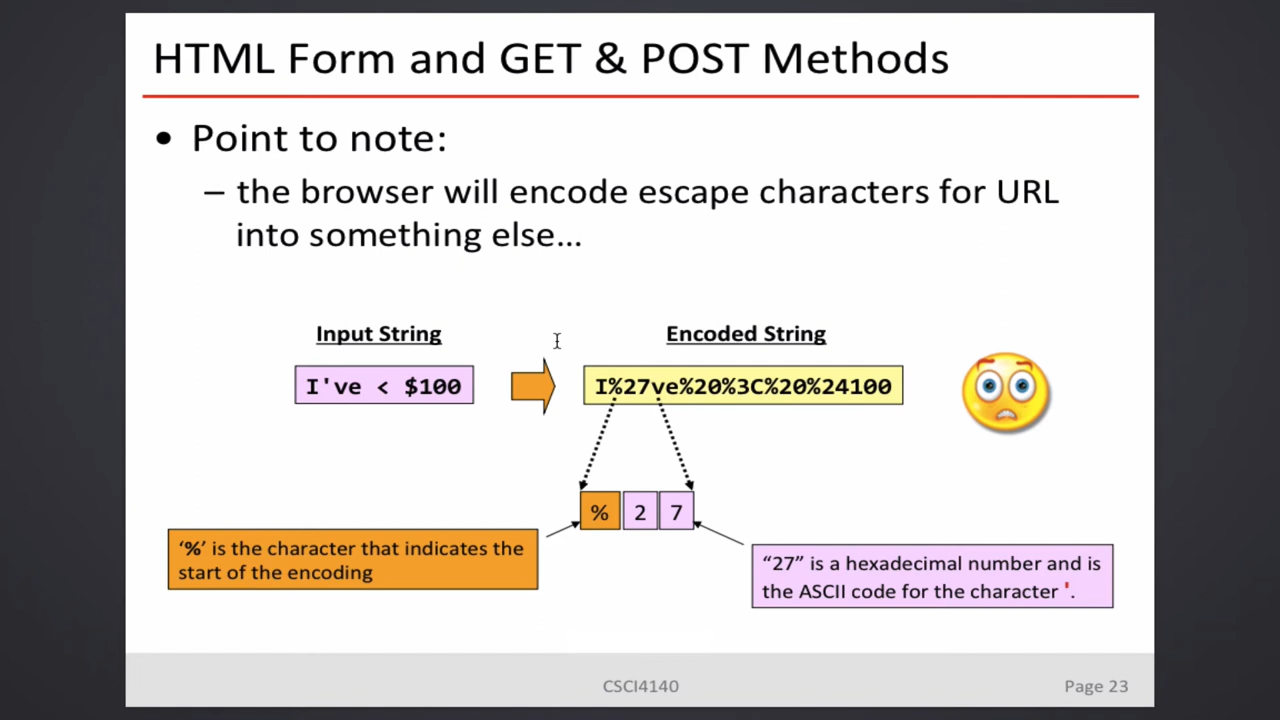 HTML Form and GET & POST Methods
• Point to note:
– the browser will encode escape characters for URL
into something else...
Input String
Encoded String
I've < $100
I%27ve%20%3C%20%24100
% 2 7
‘%’ is the character that indicates the
start of the encoding
“27” is a hexadecimal number and is
the ASCII code for the character '.
CSCI4140
Page 23